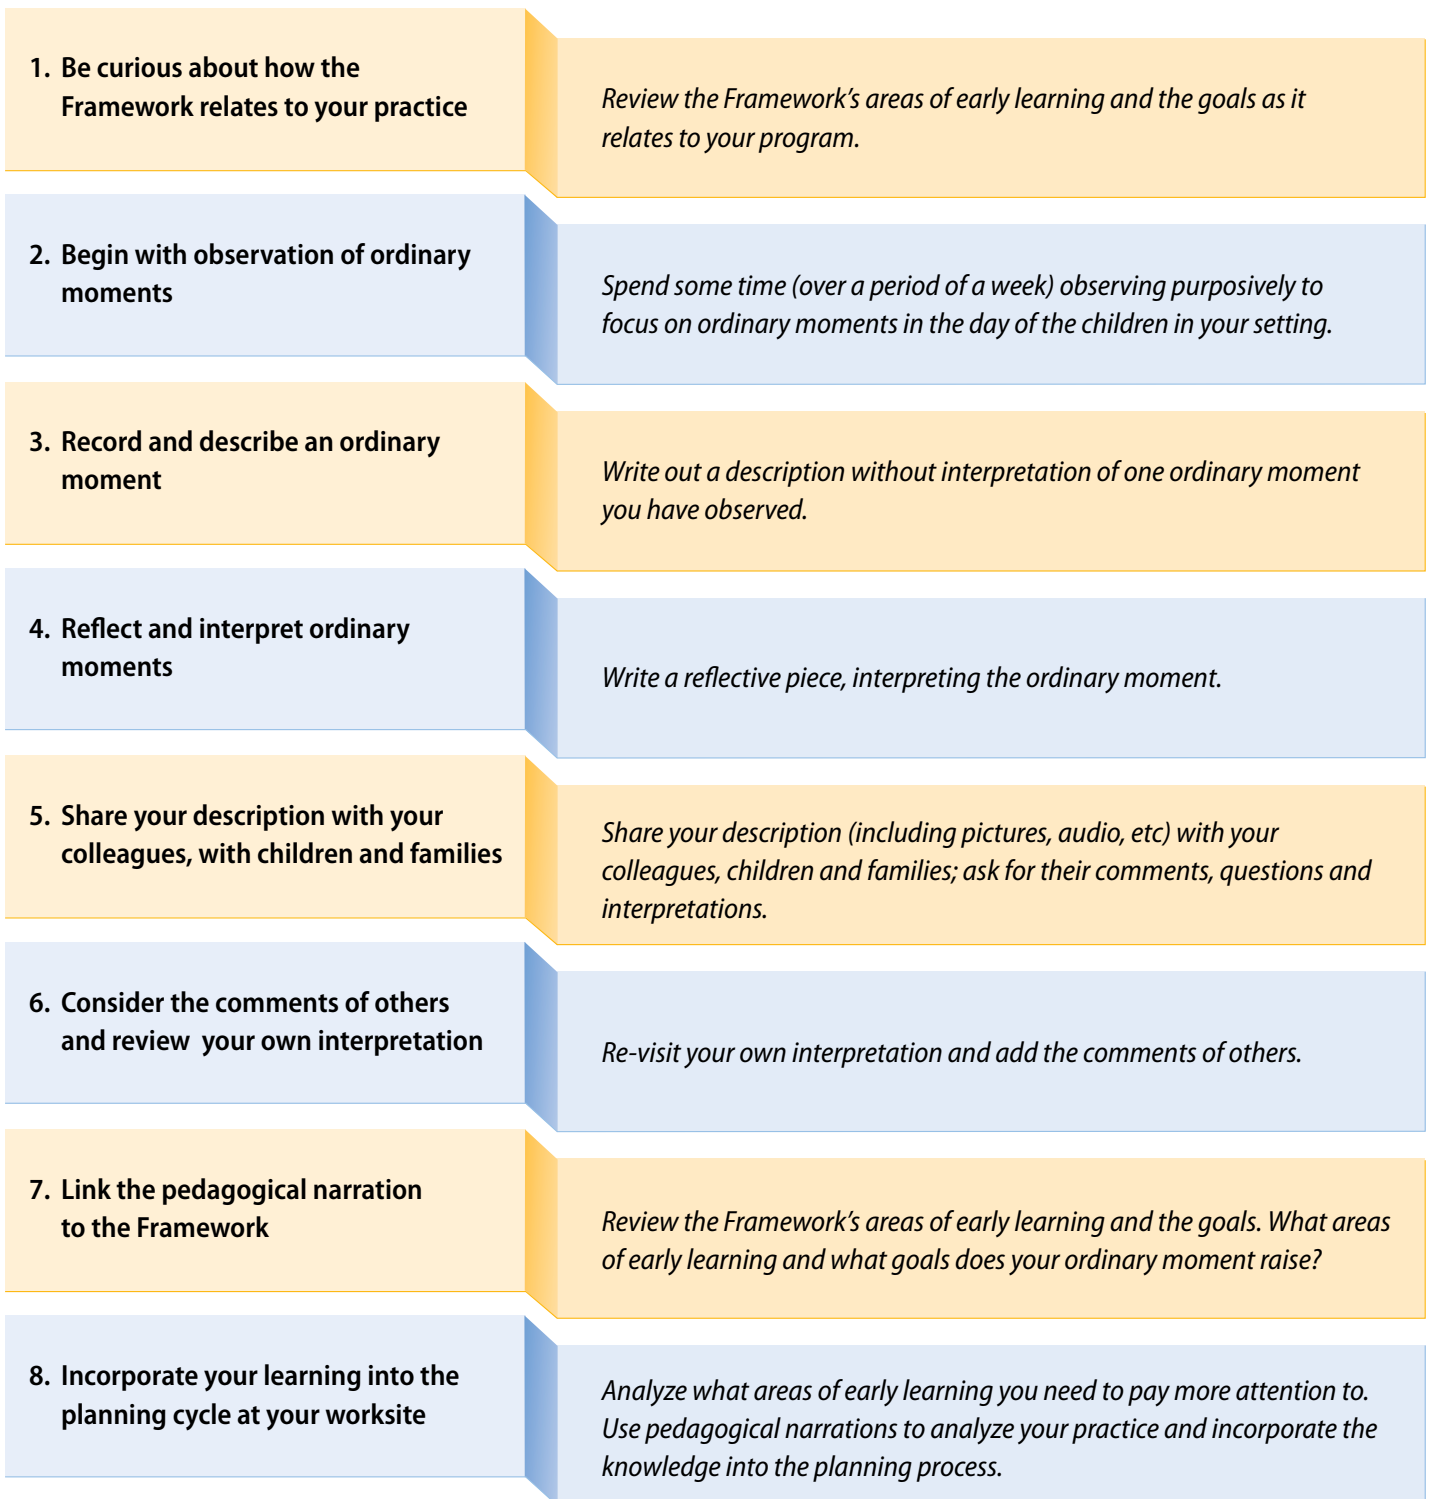 1. Be curious about how the
Framework relates to your practice
Review the Framework's areas of early learning and the goals as it
relates to your program.
2. Begin with observation of ordinary
moments
Spend some time (over a period of a week) observing purposively to
focus on ordinary moments in the day of the children in your setting.
3. Record and describe an ordinary
moment
Write out a description without interpretation of one ordinary moment
you have observed.
4. Reflect and interpret ordinary
moments
Write a reflective piece, interpreting the ordinary moment.
5. Share your description with your
colleagues, with children and families
Share your description (including pictures, audio, etc) with your
colleagues, children and families; ask for their comments, questions and
interpretations.
6. Consider the comments of others
and review your own interpretation
Re-visit your own interpretation and add the comments of others.
7. Link the pedagogical narration
to the Framework
Review the Framework's areas of early learning and the goals. What areas
of early learning and what goals does your ordinary moment raise?
8. Incorporate your learning into the
planning cycle at your worksite
Analyze what areas of early learning you need to pay more attention to.
Use pedagogical narrations to analyze your practice and incorporate the
knowledge into the planning process.